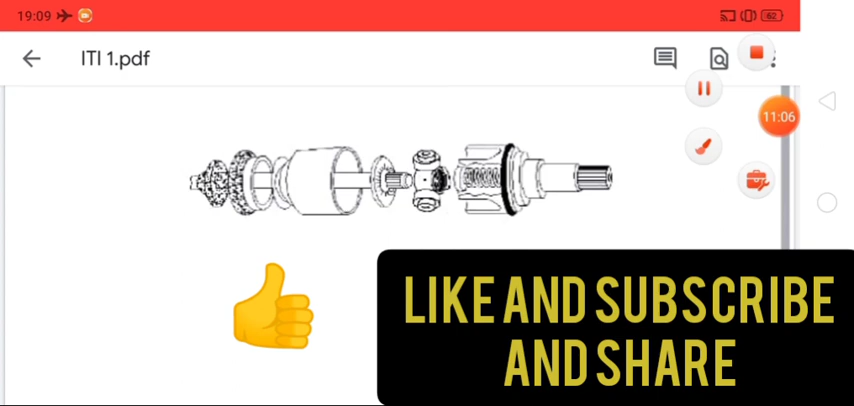 19:09
62
ITI 1.pdf
11:06
LIKE AND SUBSCRIBE
AND SHARE